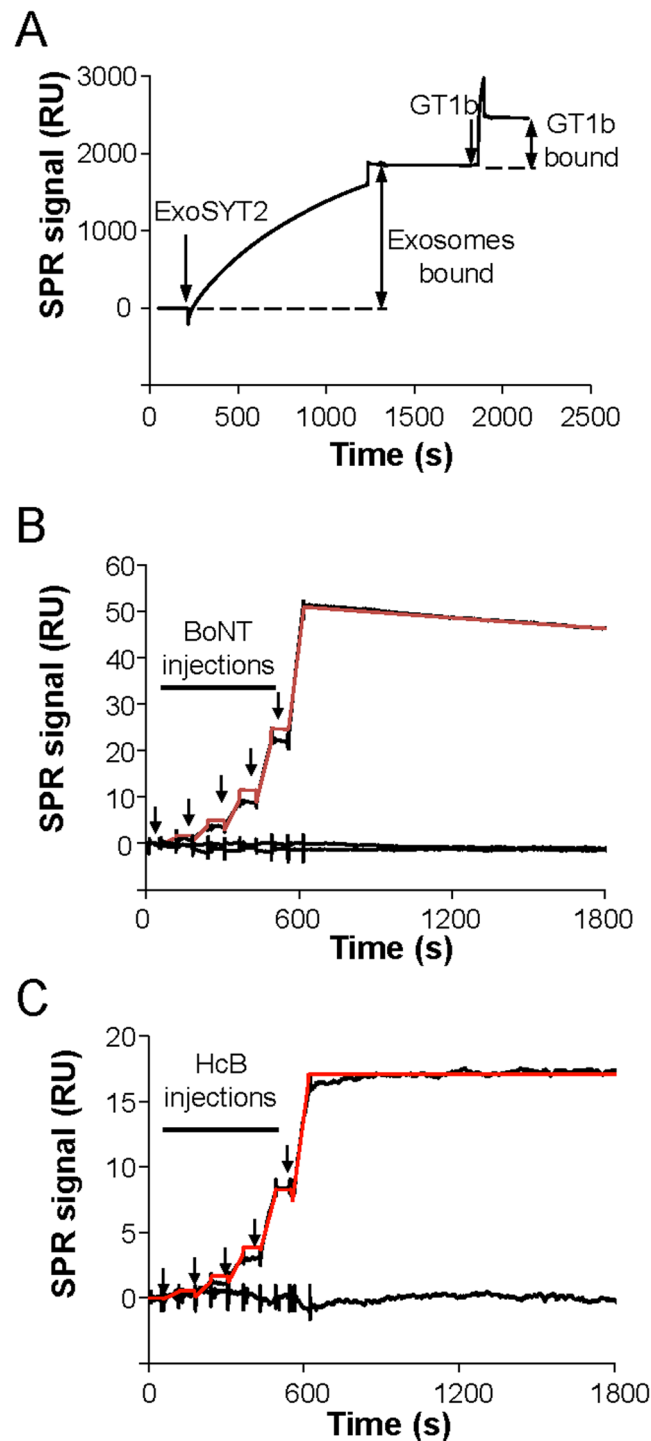 A
SPR signal (RU)
3000
2000
1000
0
ExoSYT2
GT1b
GT1b
bound
Exosomes
bound
0
500
1000
1500
2000
2500
Time (s)
B
SPR signal (RU)
60
50
40
30
20
10
0
BoNT
injections
0
600
1200
1800
Time (s)
C
SPR signal (RU)
20
15
10
5
0
HcB
injections
0
600
1200
1800
Time (s)